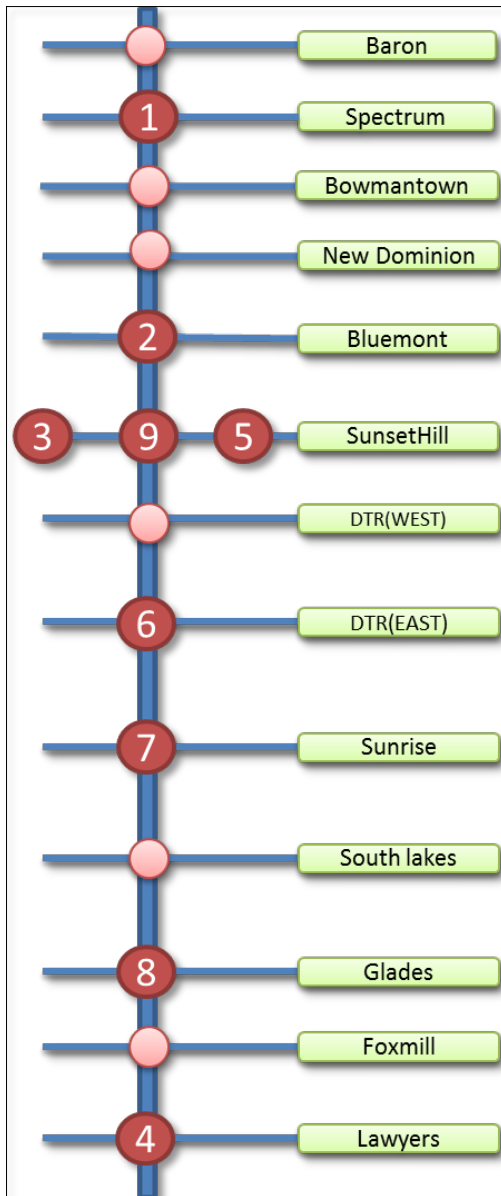 Baron
1 Spectrum
Bowmantown
New Dominion
2 Bluemont
3 9 5 SunsetHill
DTR(WEST)
6 DTR(EAST)
7 Sunrise
South lakes
8 Glades
Foxmill
4 Lawyers